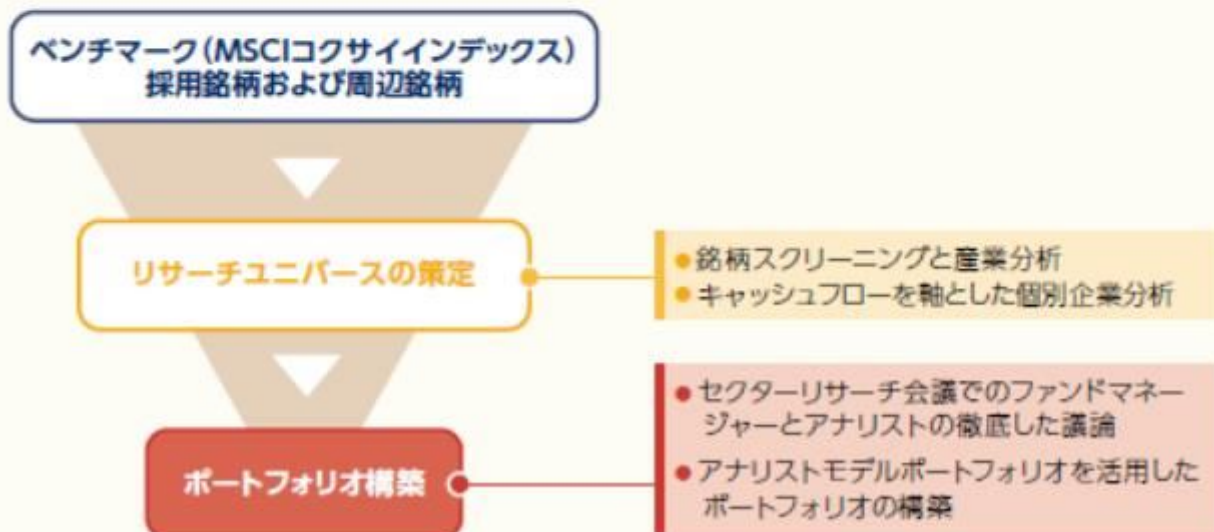 ベンチマーク(MSCIコクサイインデックス)
採用銘柄および周辺銘柄
リサーチユニバースの策定
●銘柄スクリーニングと産業分析
●キャッシュフローを軸とした個別企業分析
ポートフォリオ構築
●セクターリサーチ会議でのファンドマネー
ジャーとアナリストの徹底した議論
●アナリストモデルポートフォリオを活用した
ポートフォリオの構築